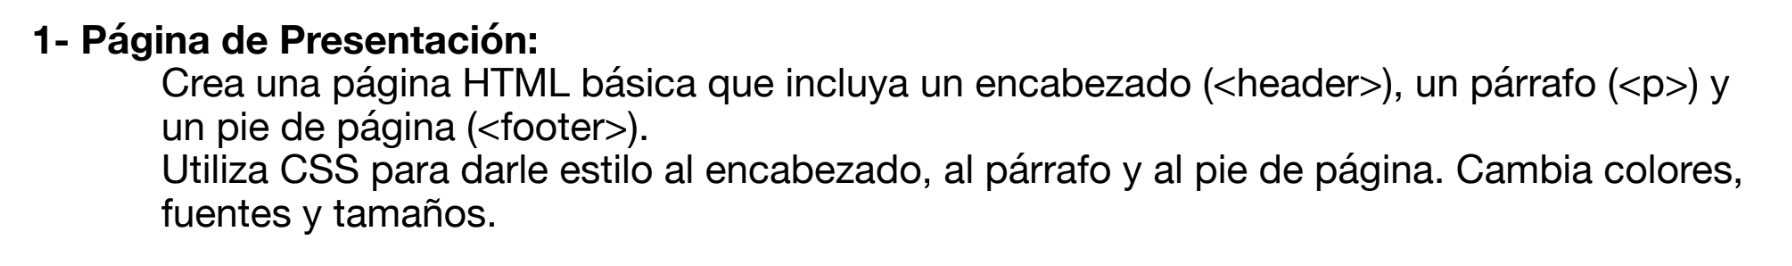 1- Página de Presentación:
Crea una página HTML básica que incluya un encabezado (<header>), un párrafo (<p>) y
un pie de página (<footer>).
Utiliza CSS para darle estilo al encabezado, al párrafo y al pie de página. Cambia colores,
fuentes y tamaños.